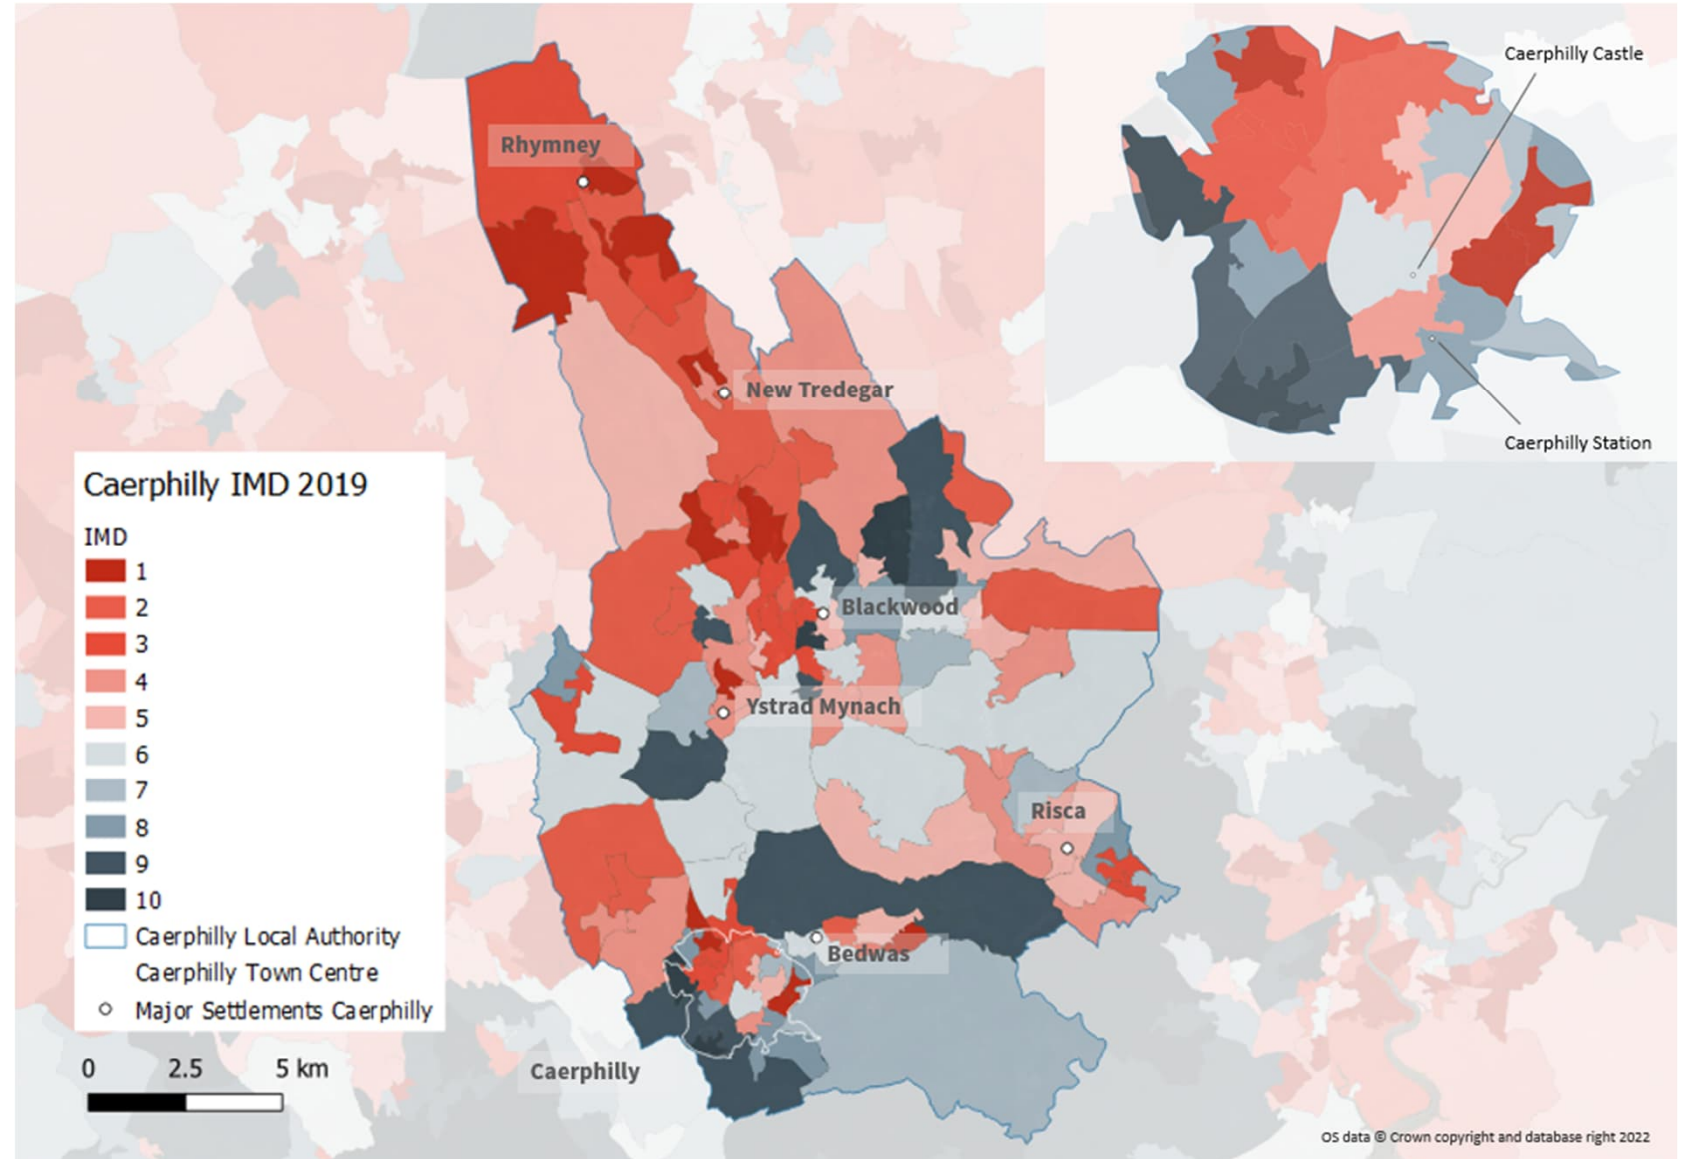 Caerphilly Castle
Rhymney
New Tredegar
Caerphilly Station
Caerphilly IMD 2019
IMD
1
2
3
4
5
6
7
8
9
10
Caerphilly Local Authority
Caerphilly Town Centre
Major Settlements Caerphilly
Blackwood
Ystrad Mynach
Risca
Bedwas
Caerphilly
0 2.5 5 km
OS data © Crown copyright and database right 2022